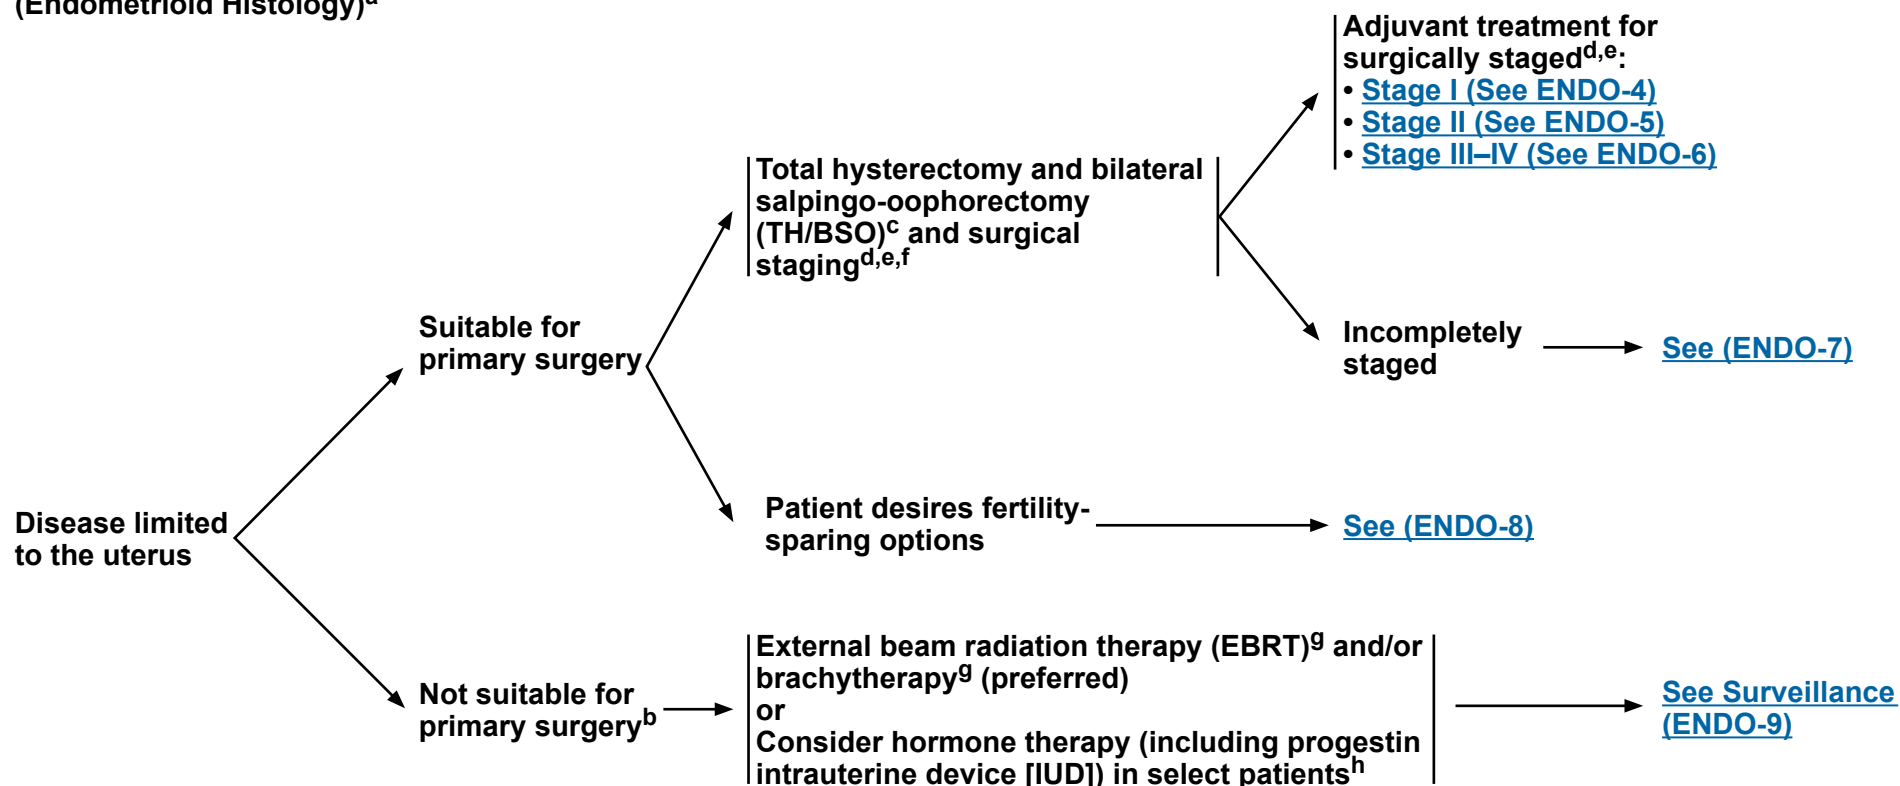 (Endometrioid Histology)a
Adjuvant treatment for
surgically stagedd,e:
• Stage I (See ENDO-4)
• Stage II (See ENDO-5)
• Stage III–IV (See ENDO-6)
Total hysterectomy and bilateral
salpingo-oophorectomy
(TH/BSO)c and surgical
stagingd,e,f
Suitable for
primary surgery
Incompletely
staged
See (ENDO-7)
Patient desires fertility-
sparing options
See (ENDO-8)
Disease limited
to the uterus
Not suitable for
primary surgeryb
External beam radiation therapy (EBRT)g and/or
brachytherapyg (preferred)
or
Consider hormone therapy (including progestin
intrauterine device [IUD]) in select patientsh
See Surveillance
(ENDO-9)